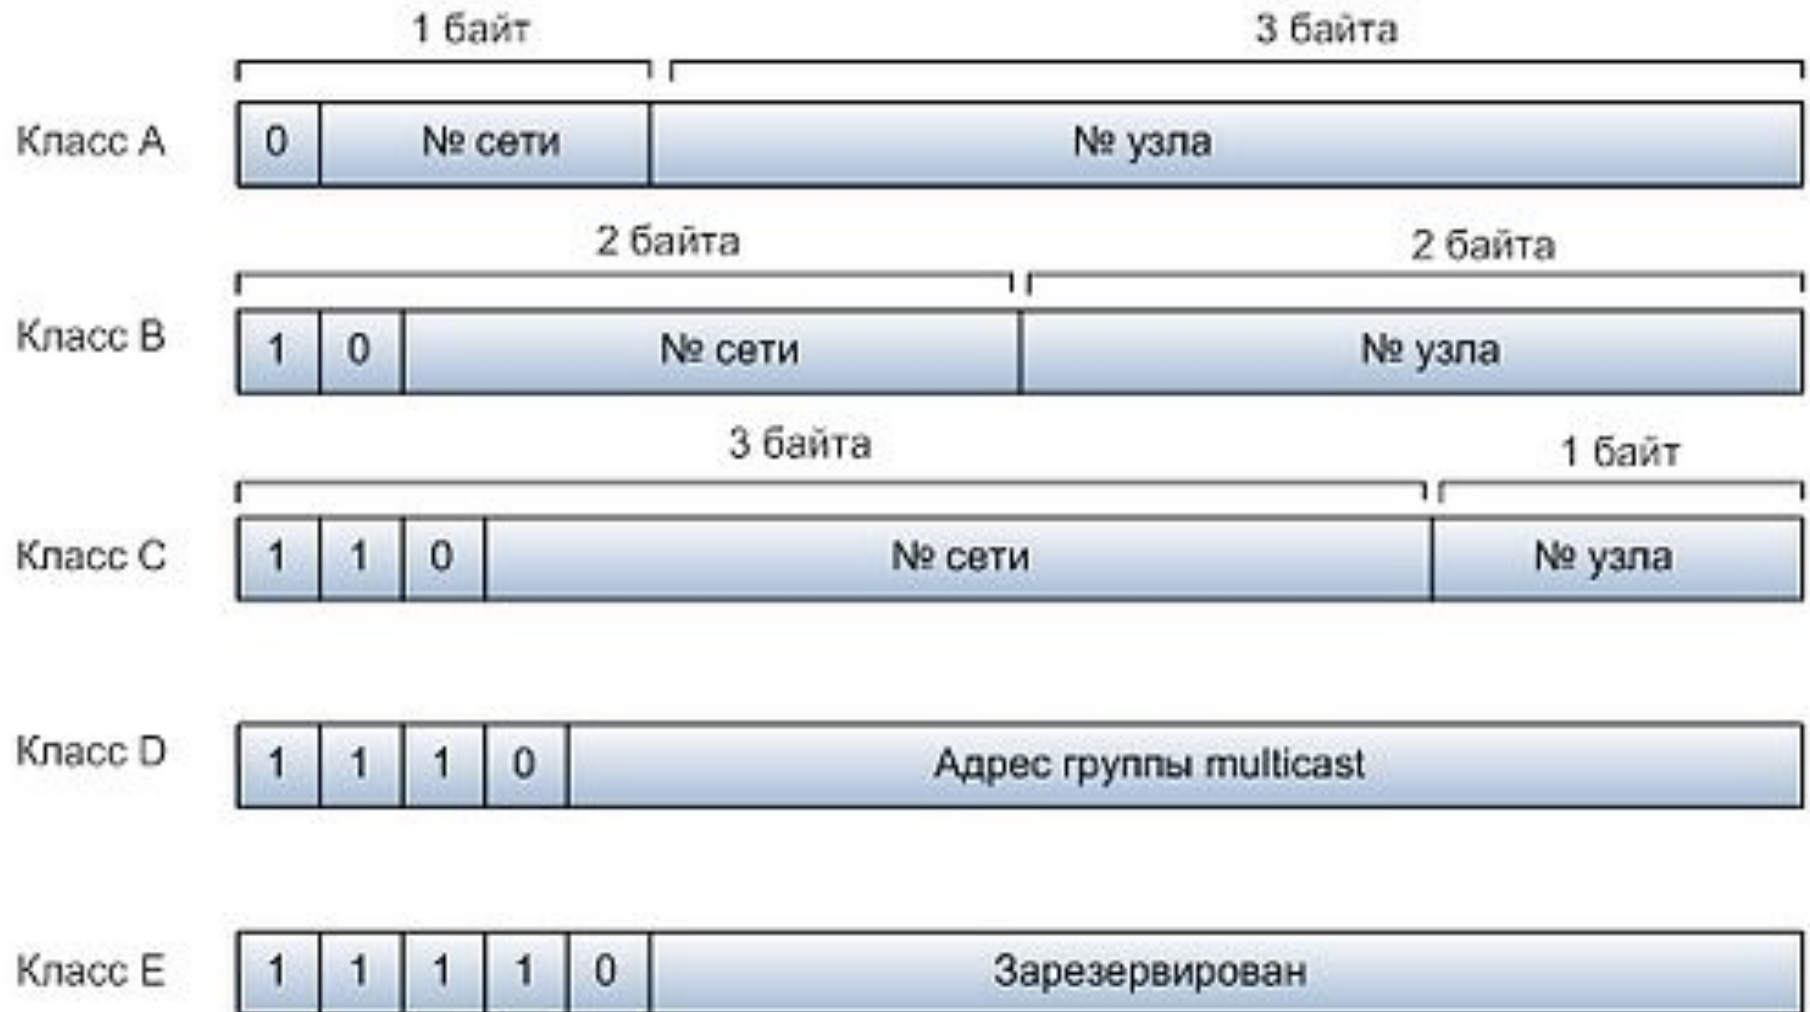 1 байт 3 байта
Класс A 0 № сети № узла
2 байта 2 байта
Класс B 1 0 № сети № узла
3 байта 1 байт
Класс C 1 1 0 № сети № узла
Класс D 1 1 1 0 Адрес группы multicast
Класс E 1 1 1 1 0 Зарезервирован